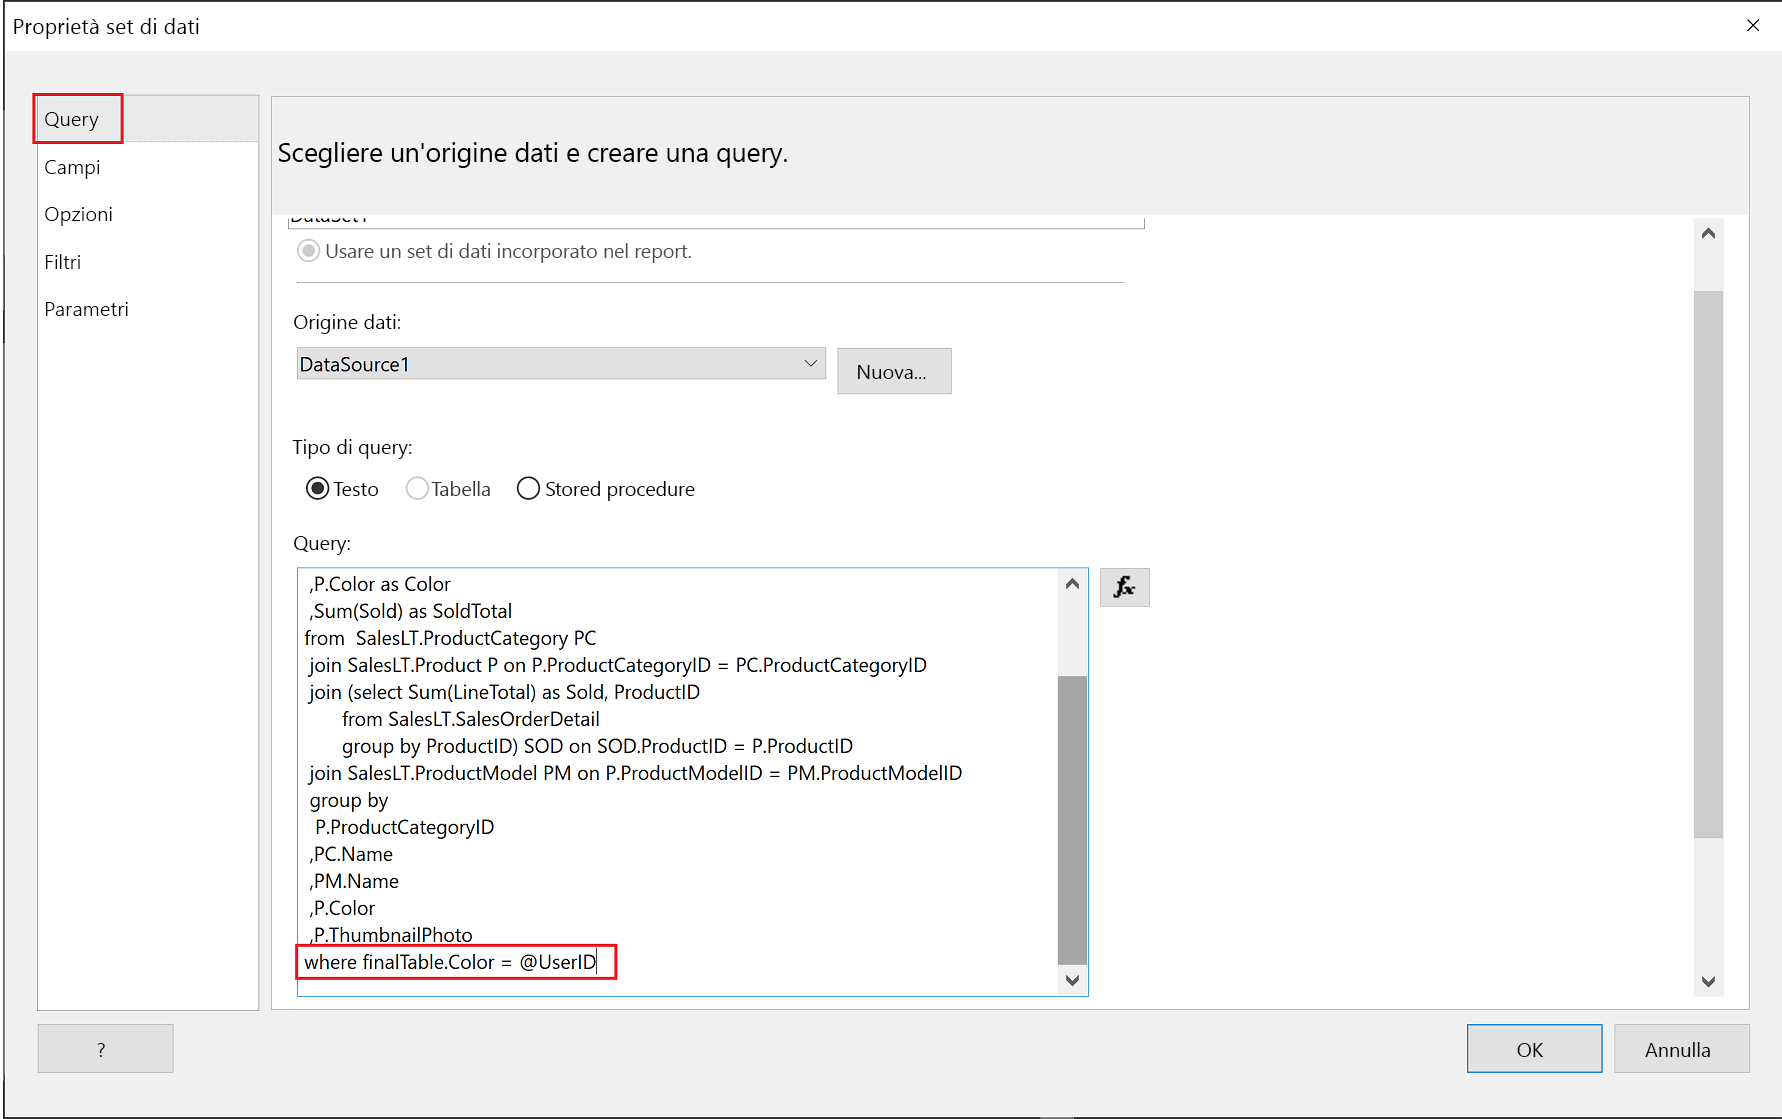 Proprietà set di dati
Query
Campi
Opzioni
Filtri
Parametri
Scegliere un'origine dati e creare una query.
DataSet1
Usare un set di dati incorporato nel report.
Origine dati:
DataSource1
Nuova...
Tipo di query:
Testo Tabella Stored procedure
Query:
,P.Color as Color
,Sum(Sold) as SoldTotal
from SalesLT.ProductCategory PC
join SalesLT.Product P on P.ProductCategoryID = PC.ProductCategoryID
join (select Sum(LineTotal) as Sold, ProductID
from SalesLT.SalesOrderDetail
group by ProductID) SOD on SOD.ProductID = P.ProductID
join SalesLT.ProductModel PM on P.ProductModelID = PM.ProductModelID
group by
P.ProductCategoryID
,PC.Name
,PM.Name
,P.Color
,P.ThumbnailPhoto
where finalTable.Color = @UserID
fx
?
OK
Annulla